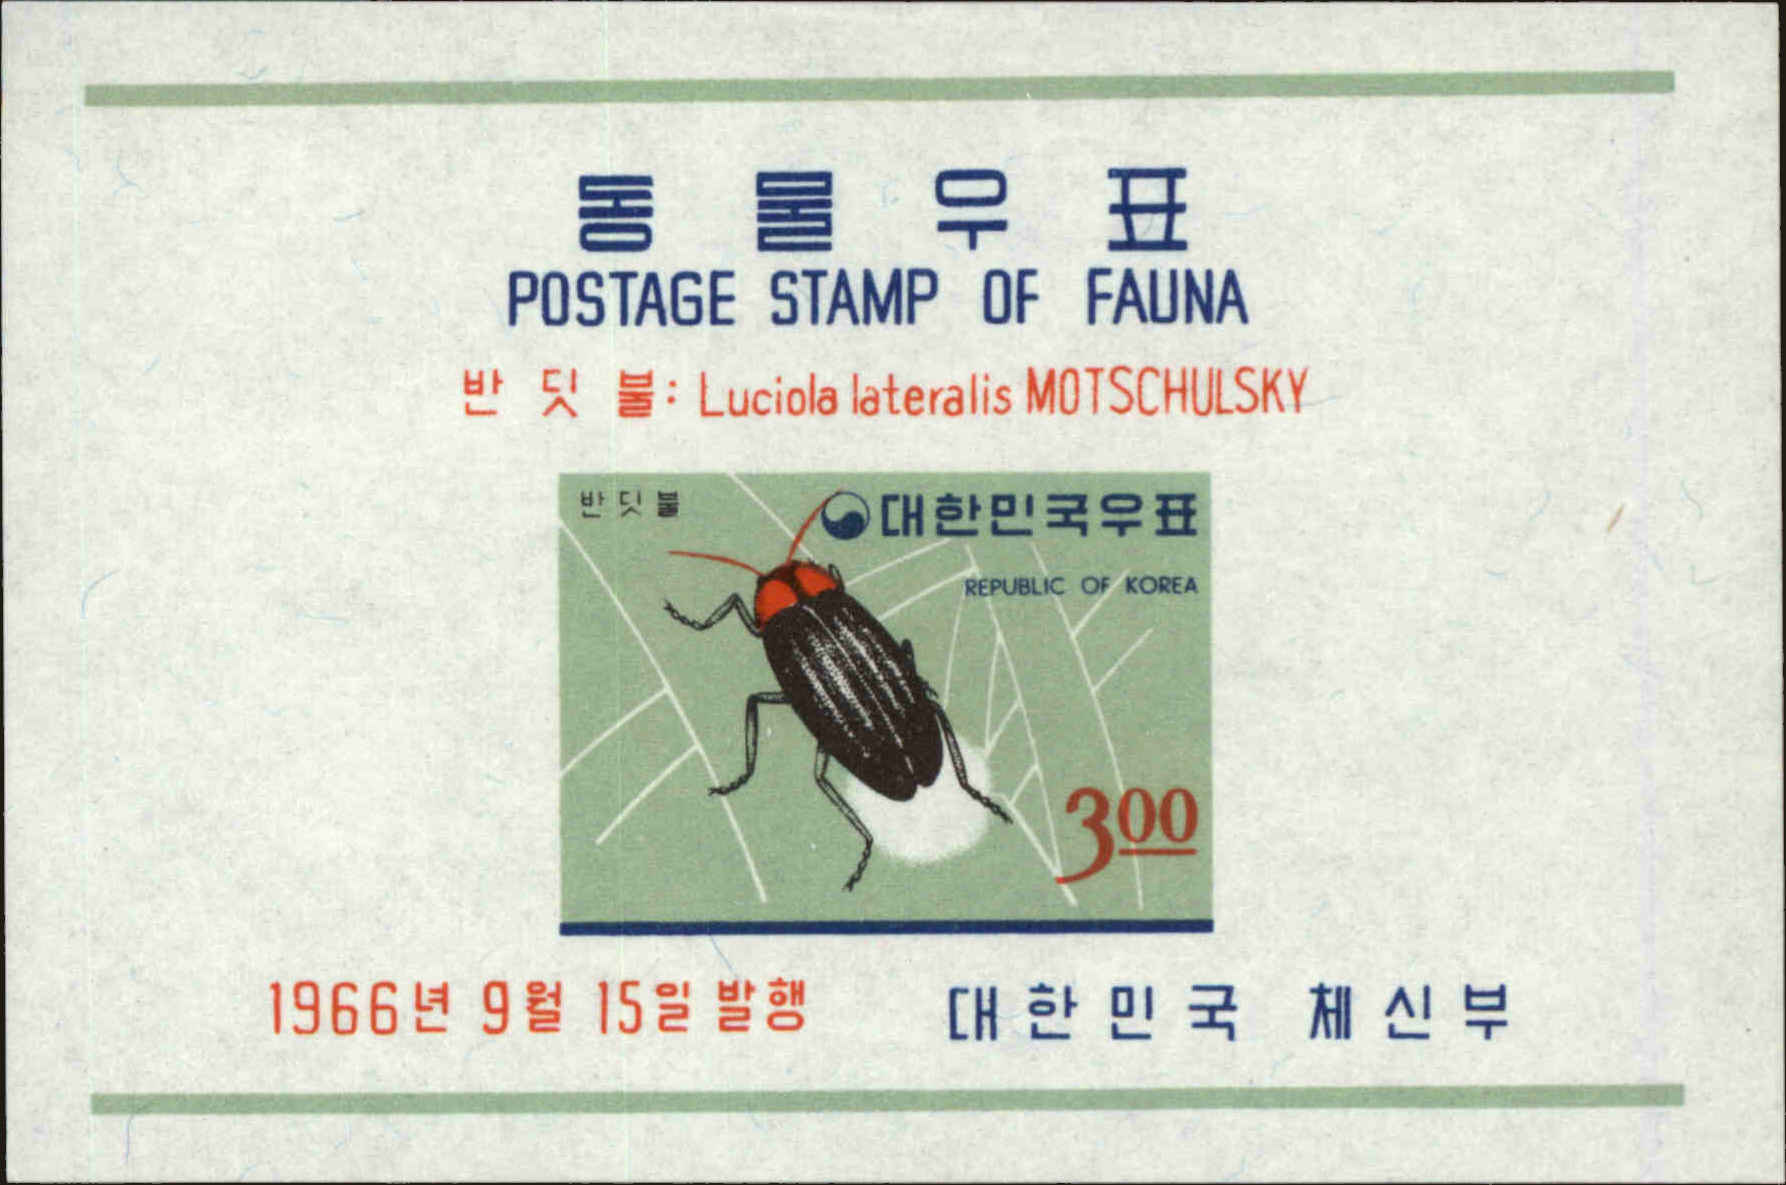 동물우표
POSTAGE STAMP OF FAUNA
반딧불: Luciola lateralis MOTSCHULSKY
반딧불
대한민국우표
REPUBLIC OF KOREA
3.00
1966년 9월 15일 발행 대한민국 체신부